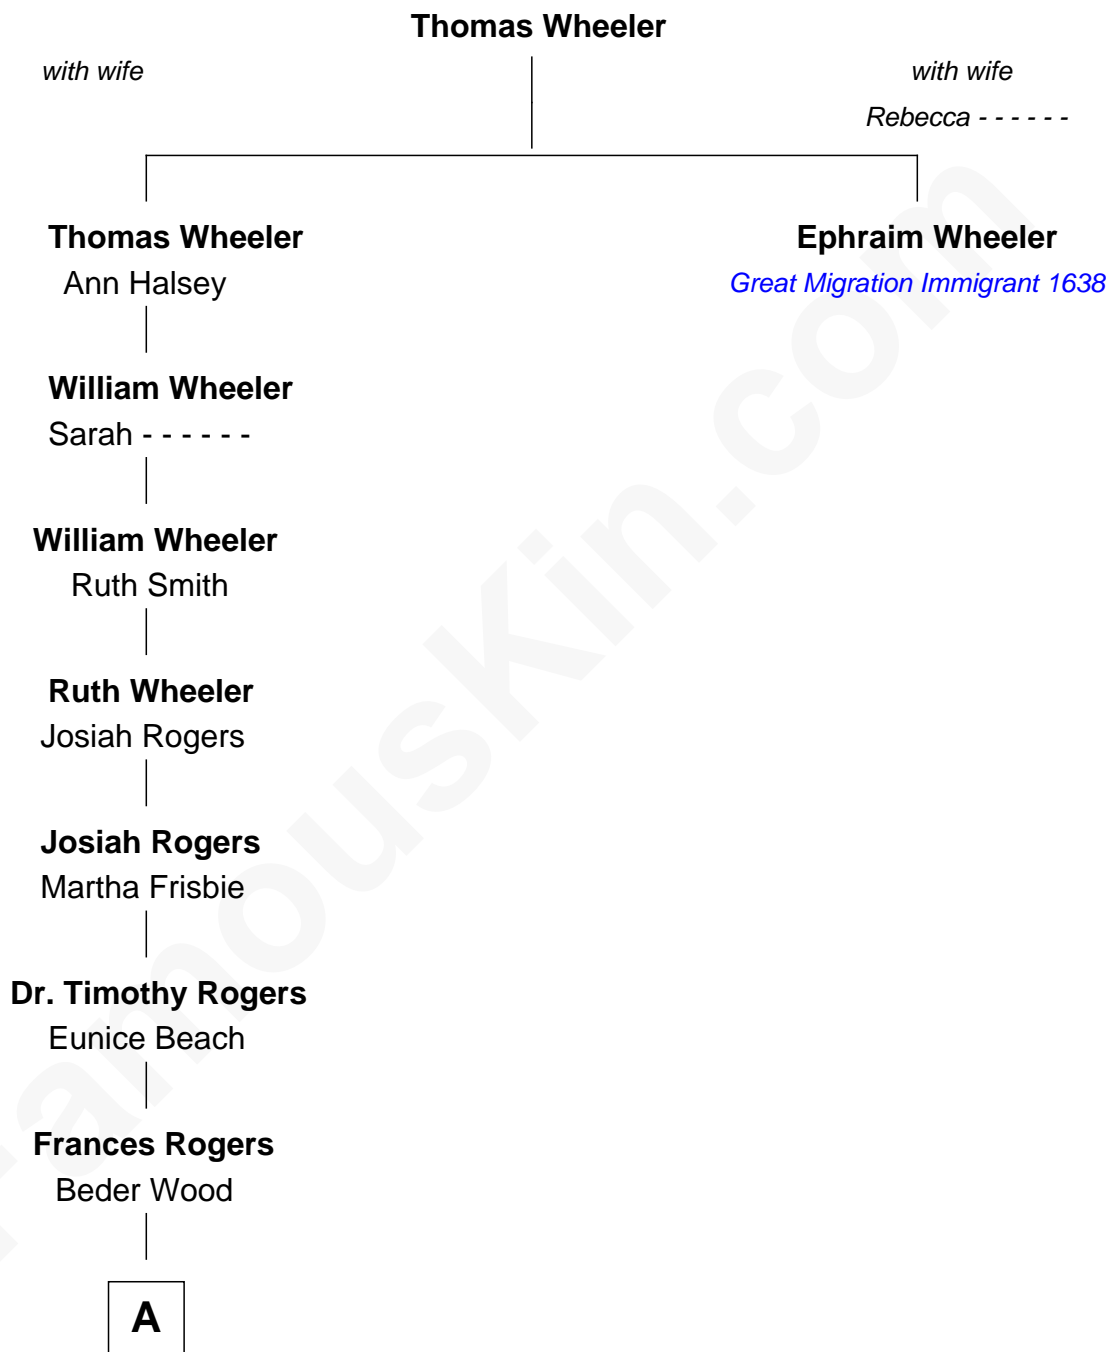 Thomas Wheeler
with wife
with wife
Rebecca - - - - - -
Thomas Wheeler
Ann Halsey
Ephraim Wheeler
Great Migration Immigrant 1638
William Wheeler
Sarah - - - - - -
William Wheeler
Ruth Smith
Ruth Wheeler
Josiah Rogers
Josiah Rogers
Martha Frisbie
Dr. Timothy Rogers
Eunice Beach
Frances Rogers
Beder Wood
A
FamousKin.com